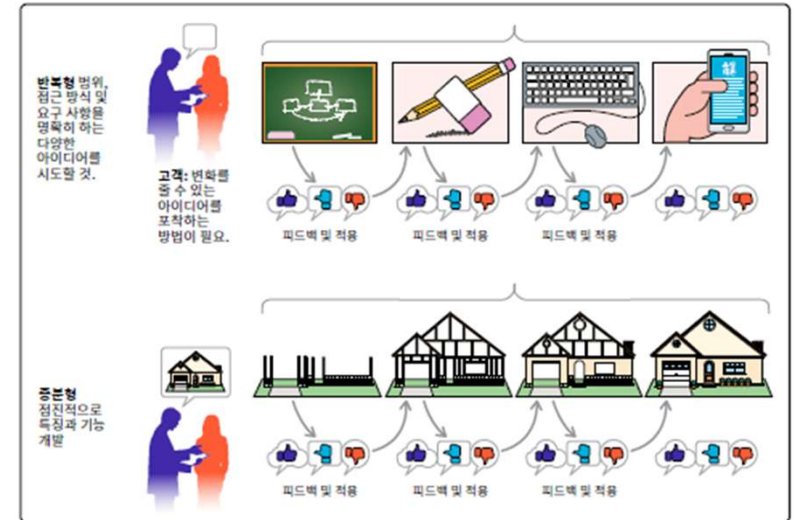 반복형 범위,
접근 방식 및
요구 사항을
명확히 하는
다양한
아이디어를
시도할 것.
고객: 변화를
줄 수 있는
아이디어를
포착하는
방법이 필요.
피드백 및 적용
피드백 및 적용
피드백 및 적용
증분형
점진적으로
특징과 기능
개발
피드백 및 적용
피드백 및 적용
피드백 및 적용